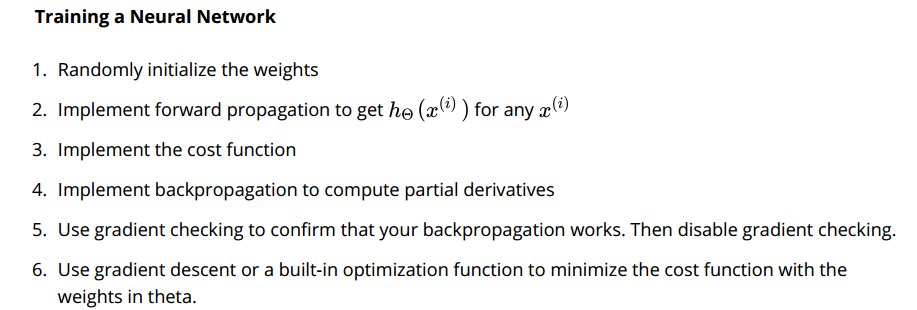 Training a Neural Network
1. Randomly initialize the weights
2. Implement forward propagation to get hΘ(x(i)) for any x(i)
3. Implement the cost function
4. Implement backpropagation to compute partial derivatives
5. Use gradient checking to confirm that your backpropagation works. Then disable gradient checking.
6. Use gradient descent or a built-in optimization function to minimize the cost function with the
weights in theta.